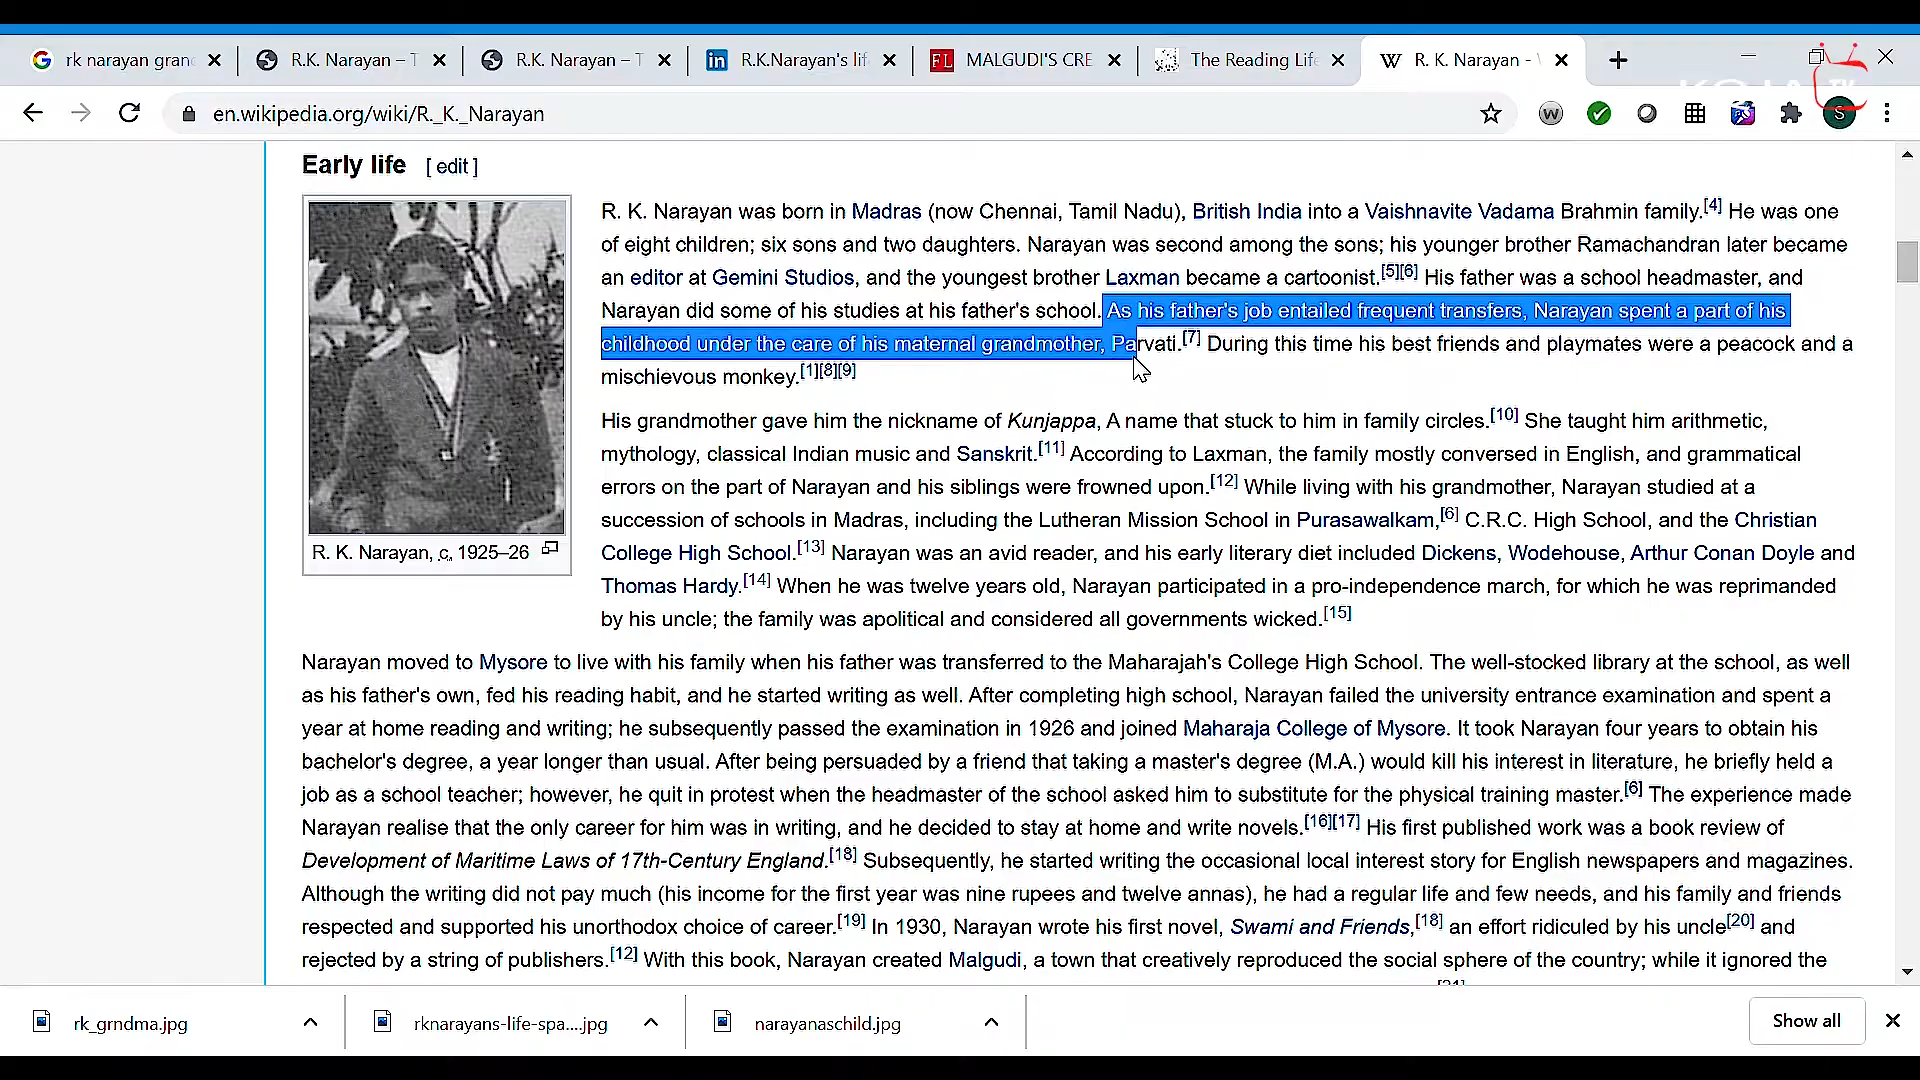 rk narayan gran
R.K. Narayan – T
R.K. Narayan – T
R.K.Narayan's lif
MALGUDI'S CRE
The Reading Life
R. K. Narayan -
en.wikipedia.org/wiki/R._K._Narayan
Early life [ edit ]
R. K. Narayan was born in Madras (now Chennai, Tamil Nadu), British India into a Vaishnavite Vadama Brahmin family.[4] He was one
of eight children; six sons and two daughters. Narayan was second among the sons; his younger brother Ramachandran later became
an editor at Gemini Studios, and the youngest brother Laxman became a cartoonist.[5][6] His father was a school headmaster, and
Narayan did some of his studies at his father's school. As his father's job entailed frequent transfers, Narayan spent a part of his
childhood under the care of his maternal grandmother, Parvati.[7] During this time his best friends and playmates were a peacock and a
mischievous monkey.[1][8][9]
His grandmother gave him the nickname of Kunjappa, A name that stuck to him in family circles.[10] She taught him arithmetic,
mythology, classical Indian music and Sanskrit.[11] According to Laxman, the family mostly conversed in English, and grammatical
errors on the part of Narayan and his siblings were frowned upon.[12] While living with his grandmother, Narayan studied at a
succession of schools in Madras, including the Lutheran Mission School in Purasawalkam,[6] C.R.C. High School, and the Christian
College High School.[13] Narayan was an avid reader, and his early literary diet included Dickens, Wodehouse, Arthur Conan Doyle and
Thomas Hardy.[14] When he was twelve years old, Narayan participated in a pro-independence march, for which he was reprimanded
by his uncle; the family was apolitical and considered all governments wicked.[15]
R. K. Narayan, c. 1925–26
Narayan moved to Mysore to live with his family when his father was transferred to the Maharajah's College High School. The well-stocked library at the school, as well
as his father's own, fed his reading habit, and he started writing as well. After completing high school, Narayan failed the university entrance examination and spent a
year at home reading and writing; he subsequently passed the examination in 1926 and joined Maharaja College of Mysore. It took Narayan four years to obtain his
bachelor's degree, a year longer than usual. After being persuaded by a friend that taking a master's degree (M.A.) would kill his interest in literature, he briefly held a
job as a school teacher; however, he quit in protest when the headmaster of the school asked him to substitute for the physical training master.[6] The experience made
Narayan realise that the only career for him was in writing, and he decided to stay at home and write novels.[16][17] His first published work was a book review of
Development of Maritime Laws of 17th-Century England.[18] Subsequently, he started writing the occasional local interest story for English newspapers and magazines.
Although the writing did not pay much (his income for the first year was nine rupees and twelve annas), he had a regular life and few needs, and his family and friends
respected and supported his unorthodox choice of career.[19] In 1930, Narayan wrote his first novel, Swami and Friends,[18] an effort ridiculed by his uncle[20] and
rejected by a string of publishers.[12] With this book, Narayan created Malgudi, a town that creatively reproduced the social sphere of the country; while it ignored the
rk_grndma.jpg
rknarayans-life-spa....jpg
narayanaschild.jpg
Show all